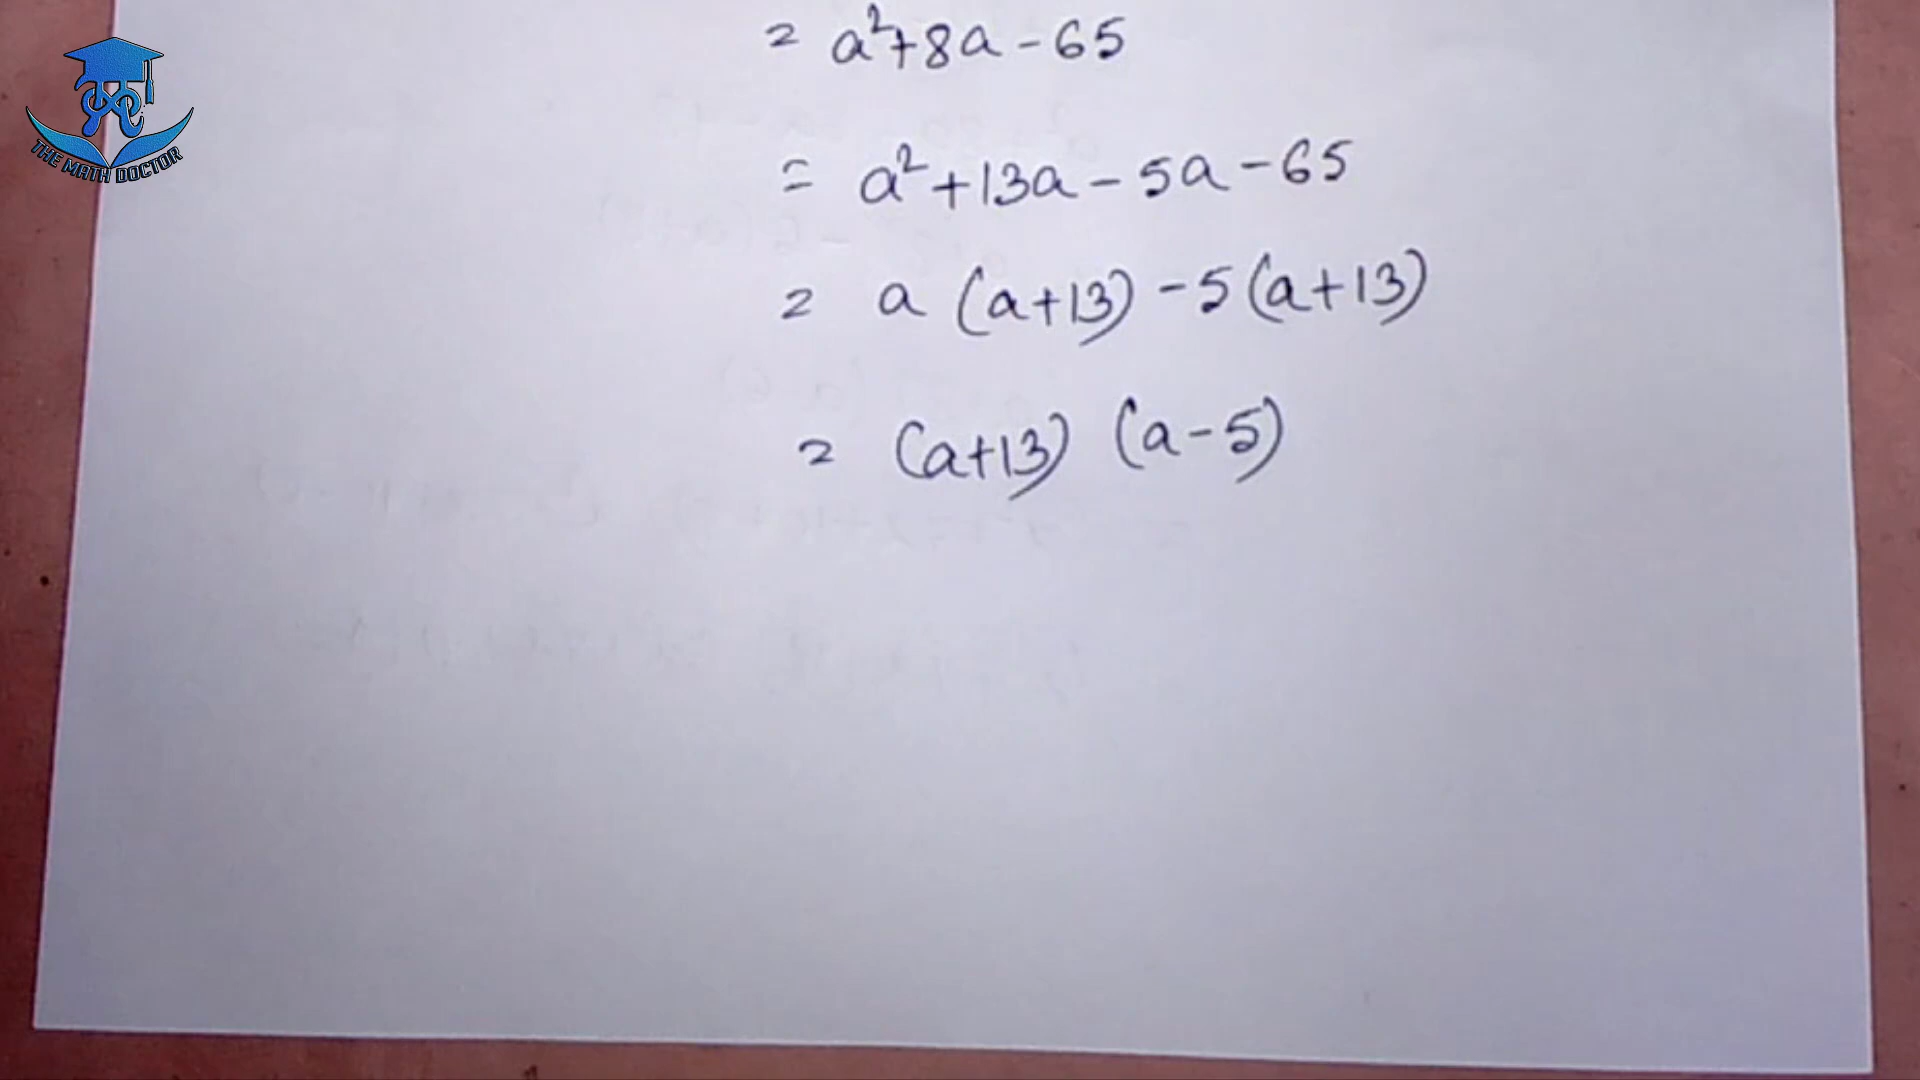 = a²+8a-65
THE MATH DOCTOR
= a²+13a-5a-65
= a (a+13)-5(a+13)
= (a+13) (a-5)